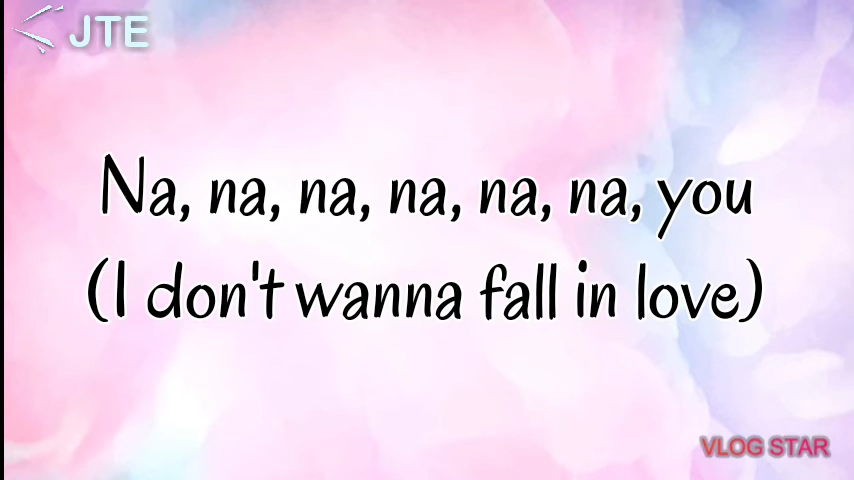 JTE
Na, na, na, na, na, na, you
(I don't wanna fall in love)
VLOG STAR